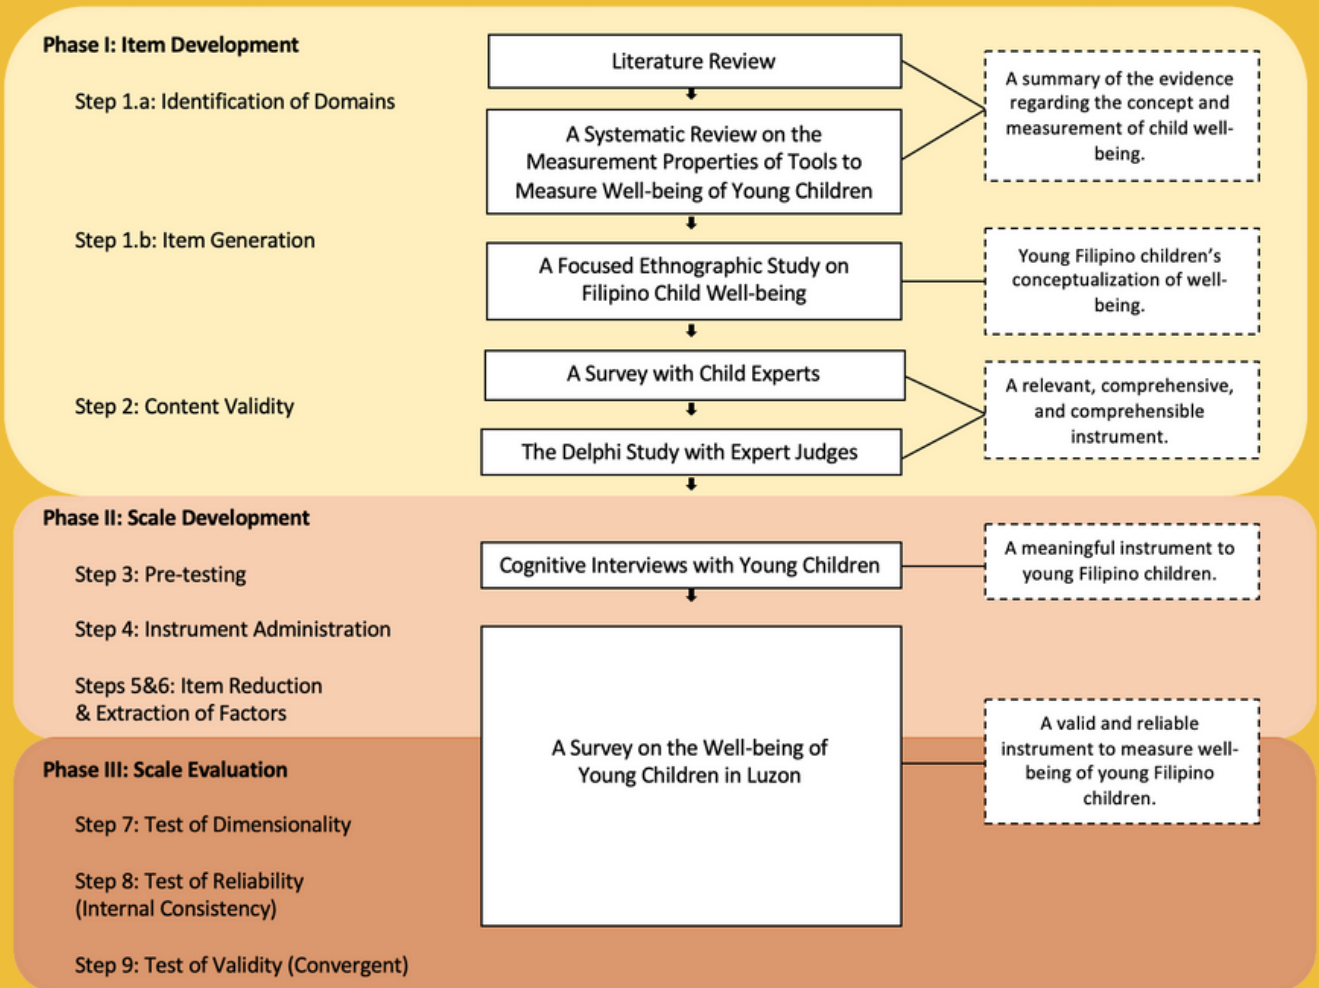 Phase I: Item Development
Step 1.a: Identification of Domains
Step 1.b: Item Generation
Step 2: Content Validity
Literature Review
A Systematic Review on the
Measurement Properties of Tools to
Measure Well-being of Young Children
A Focused Ethnographic Study on
Filipino Child Well-being
A Survey with Child Experts
The Delphi Study with Expert Judges
A summary of the evidence
regarding the concept and
measurement of child well-
being.
Young Filipino children’s
conceptualization of well-
being.
A relevant, comprehensive,
and comprehensible
instrument.
Phase II: Scale Development
Step 3: Pre-testing
Step 4: Instrument Administration
Steps 5&6: Item Reduction
& Extraction of Factors
Cognitive Interviews with Young Children
A meaningful instrument to
young Filipino children.
Phase III: Scale Evaluation
Step 7: Test of Dimensionality
Step 8: Test of Reliability
(Internal Consistency)
Step 9: Test of Validity (Convergent)
A Survey on the Well-being of
Young Children in Luzon
A valid and reliable
instrument to measure well-
being of young Filipino
children.